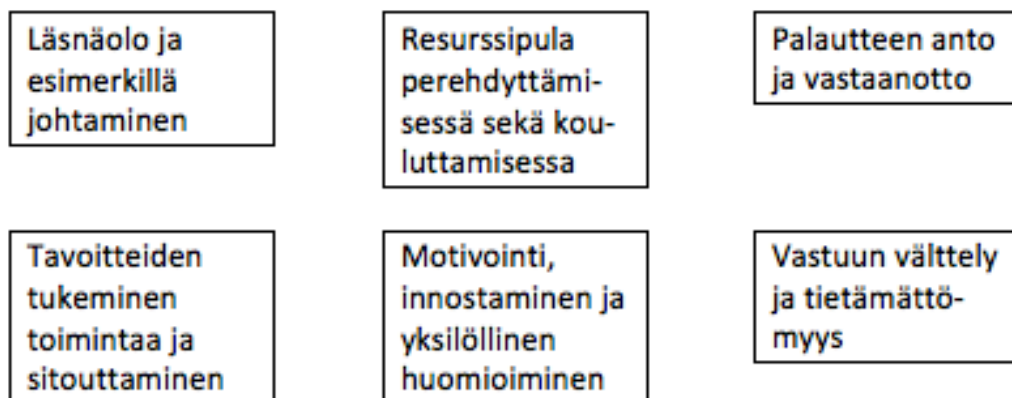 Läsnäolo ja
esimerkillä
johtaminen
Resurssipula
perehdyttämi-
sessä sekä kou-
luttamisessa
Palautteen anto
ja vastaanotto
Tavoitteiden
tukeminen
toimintaa ja
sitouttaminen
Motivointi,
innostaminen ja
yksilöllinen
huomioiminen
Vastuun välttely
ja tietämättö-
myys